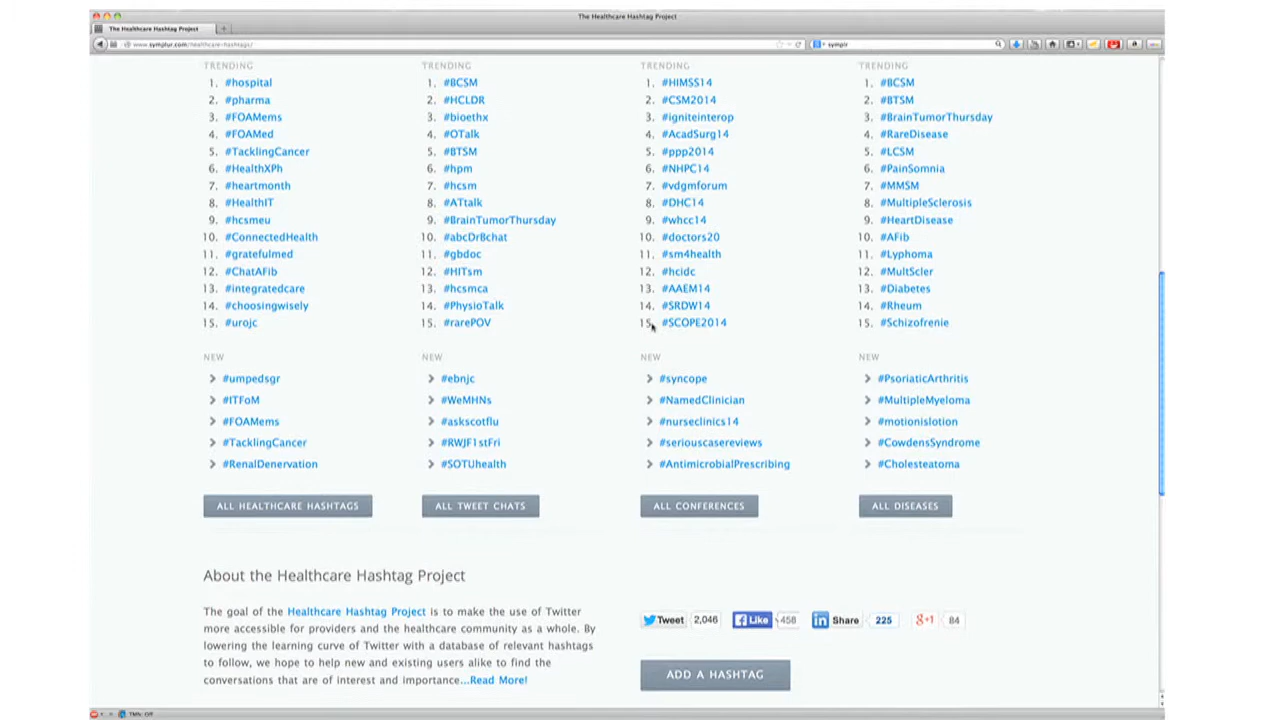 The Healthcare Hashtag Project
The Healthcare Hashtag Project
www.symplur.com/healthcare-hashtags/
symplr
TRENDING
1. #hospital
2. #pharma
3. #FOAMems
4. #FOAMed
5. #TacklingCancer
6. #HealthXPh
7. #heartmonth
8. #HealthIT
9. #hcsmeu
10. #ConnectedHealth
11. #gratefulmed
12. #ChatAFib
13. #integratedcare
14. #choosingwisely
15. #urojc
NEW
#umpedsgr
#ITFoM
#FOAMems
#TacklingCancer
#RenalDenervation
ALL HEALTHCARE HASHTAGS
TRENDING
1. #BCSM
2. #HCLDR
3. #bioethx
4. #OTalk
5. #BTSM
6. #hpm
7. #hcsm
8. #ATtalk
9. #BrainTumorThursday
10. #abcDrBchat
11. #gbdoc
12. #HITsm
13. #hcsmca
14. #PhysioTalk
15. #rarePOV
NEW
#ebnjc
#WeMHNs
#askscotflu
#RWJF1stFri
#SOTUhealth
ALL TWEET CHATS
TRENDING
1. #HIMSS14
2. #CSM2014
3. #igniteinterop
4. #AcadSurg14
5. #ppp2014
6. #NHPC14
7. #vdgmforum
8. #DHC14
9. #whcc14
10. #doctors20
11. #sm4health
12. #hcidc
13. #AAEM14
14. #SRDW14
15. #SCOPE2014
NEW
#syncope
#NamedClinician
#nurseclinics14
#seriouscasereviews
#AntimicrobialPrescribing
ALL CONFERENCES
TRENDING
1. #BCSM
2. #BTSM
3. #BrainTumorThursday
4. #RareDisease
5. #LCSM
6. #PainSomnia
7. #MMSM
8. #MultipleSclerosis
9. #HeartDisease
10. #AFib
11. #Lyphoma
12. #MultScler
13. #Diabetes
14. #Rheum
15. #Schizofrenie
NEW
#PsoriaticArthritis
#MultipleMyeloma
#motionislotion
#CowdensSyndrome
#Cholesteatoma
ALL DISEASES
About the Healthcare Hashtag Project
The goal of the Healthcare Hashtag Project is to make the use of Twitter
more accessible for providers and the healthcare community as a whole. By
lowering the learning curve of Twitter with a database of relevant hashtags
to follow, we hope to help new and existing users alike to find the
conversations that are of interest and importance...Read More!
Tweet 2,046 Like 458 Share 225 +1 84
ADD A HASHTAG